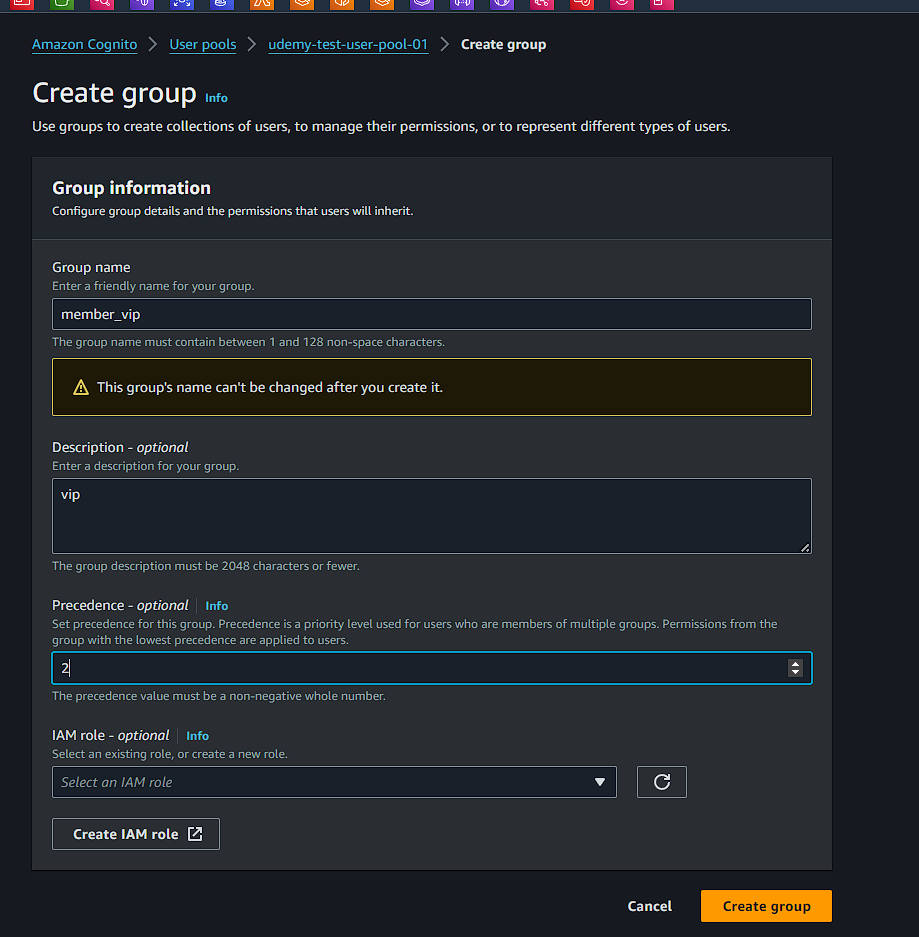 Amazon Cognito > User pools > udemy-test-user-pool-01 > Create group
Create group Info
Use groups to create collections of users, to manage their permissions, or to represent different types of users.
Group information
Configure group details and the permissions that users will inherit.
Group name
Enter a friendly name for your group.
member_vip
The group name must contain between 1 and 128 non-space characters.
This group's name can't be changed after you create it.
Description - optional
Enter a description for your group.
vip
The group description must be 2048 characters or fewer.
Precedence - optional Info
Set precedence for this group. Precedence is a priority level used for users who are members of multiple groups. Permissions from the
group with the lowest precedence are applied to users.
2
The precedence value must be a non-negative whole number.
IAM role - optional Info
Select an existing role, or create a new role.
Select an IAM role
Create IAM role
Cancel Create group